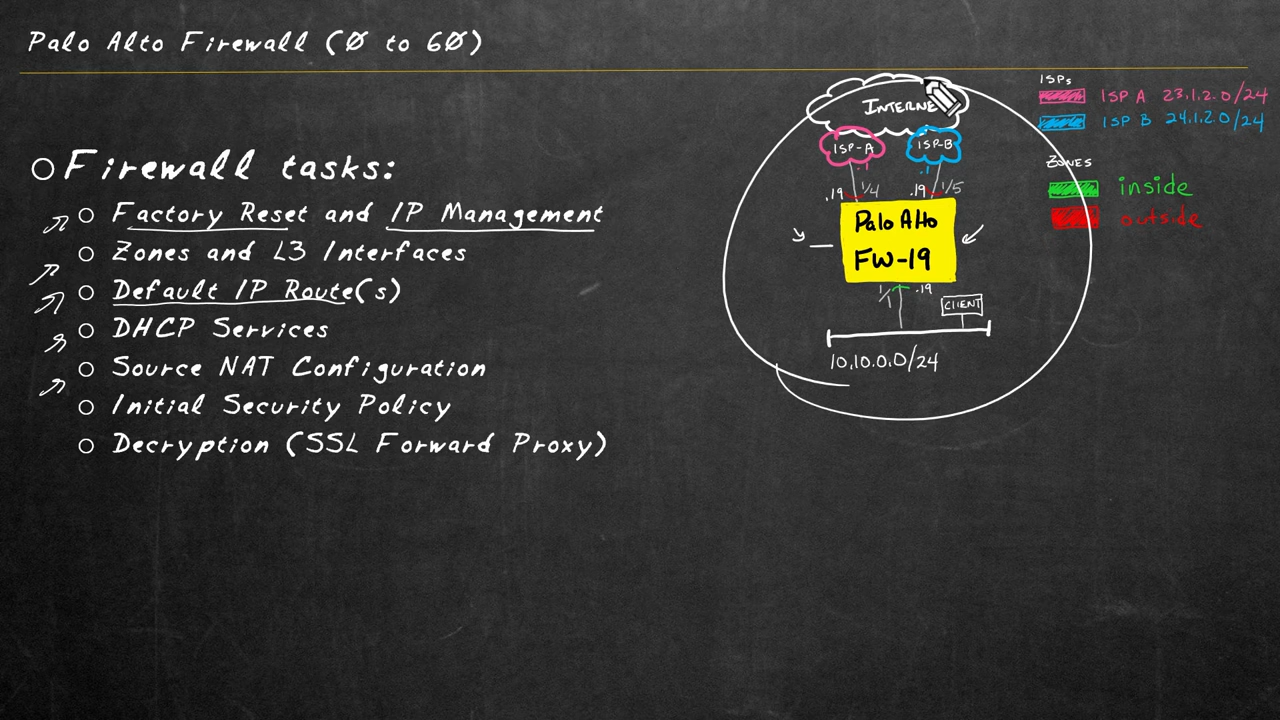 Palo Alto Firewall (0 to 60)
Firewall tasks:
Factory Reset and IP Management
Zones and L3 Interfaces
Default IP Route(s)
DHCP Services
Source NAT Configuration
Initial Security Policy
Decryption (SSL Forward Proxy)
INTERNE
ISP-A
ISP-B
.1
.1
.19
1/4
.19
1/5
Palo Alto
FW-19
1/1
.19
CLIENT
10.10.0.0/24
ISPs
ISP A 23.1.2.0/24
ISP B 24.1.2.0/24
ZONES
inside
outside